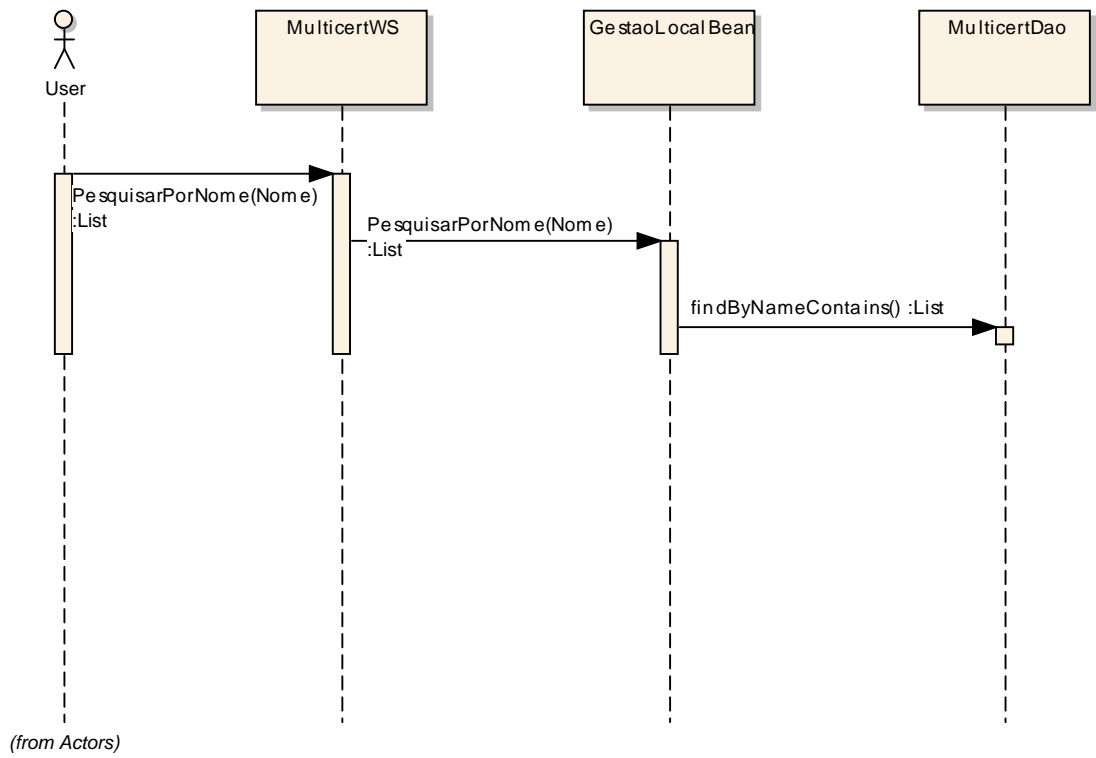 User
MulticertWS
GestaoLocalBean
MulticertDao
PesquisarPorNome(Nome)
:List
PesquisarPorNome(Nome)
:List
findByNameContains() :List
(from Actors)